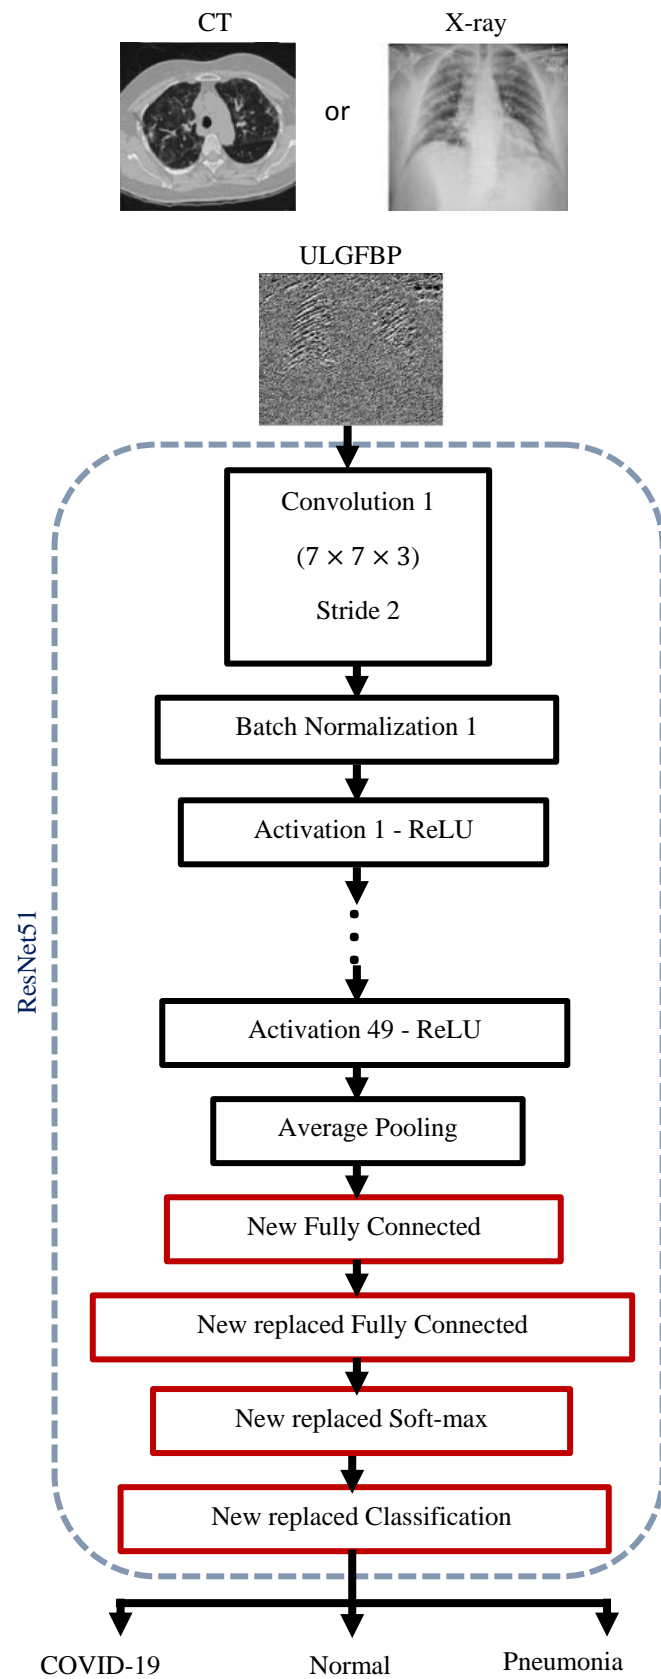 CT
X-ray
or
ULGFBP
Convolution 1
(7 × 7 × 3)
Stride 2
Batch Normalization 1
Activation 1 - ReLU
ResNet51
Activation 49 - ReLU
Average Pooling
New Fully Connected
New replaced Fully Connected
New replaced Soft-max
New replaced Classification
COVID-19
Normal
Pneumonia